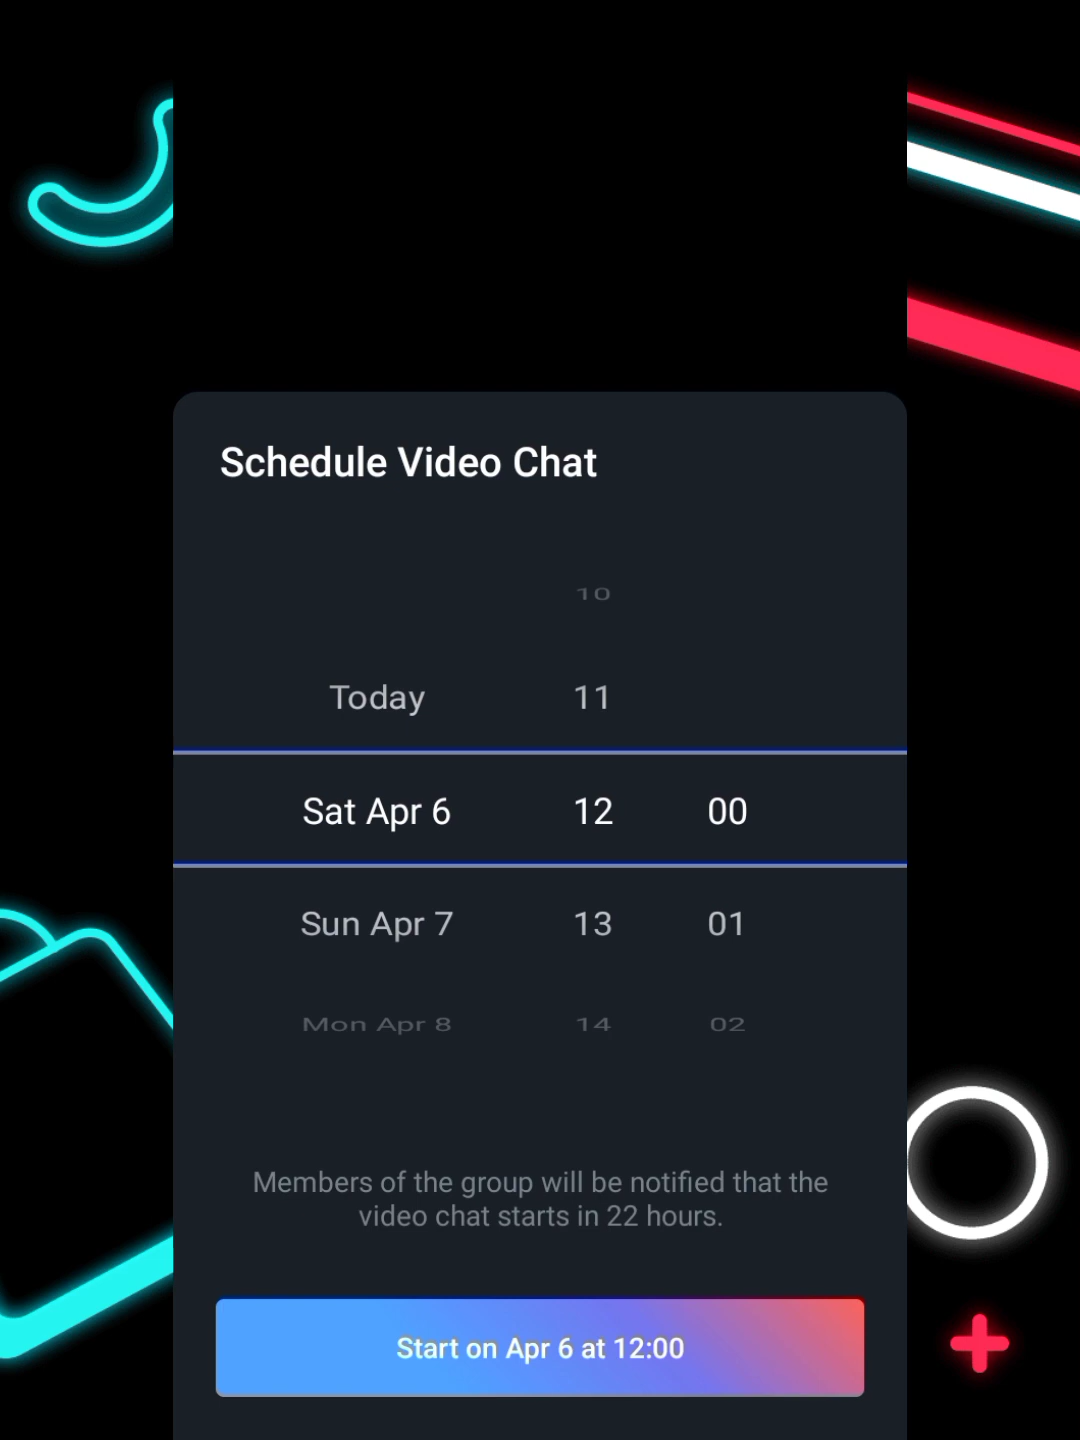 Schedule Video Chat
10
Today 11
Sat Apr 6 12 00
Sun Apr 7 13 01
Mon Apr 8 14 02
Members of the group will be notified that the
video chat starts in 22 hours.
Start on Apr 6 at 12:00